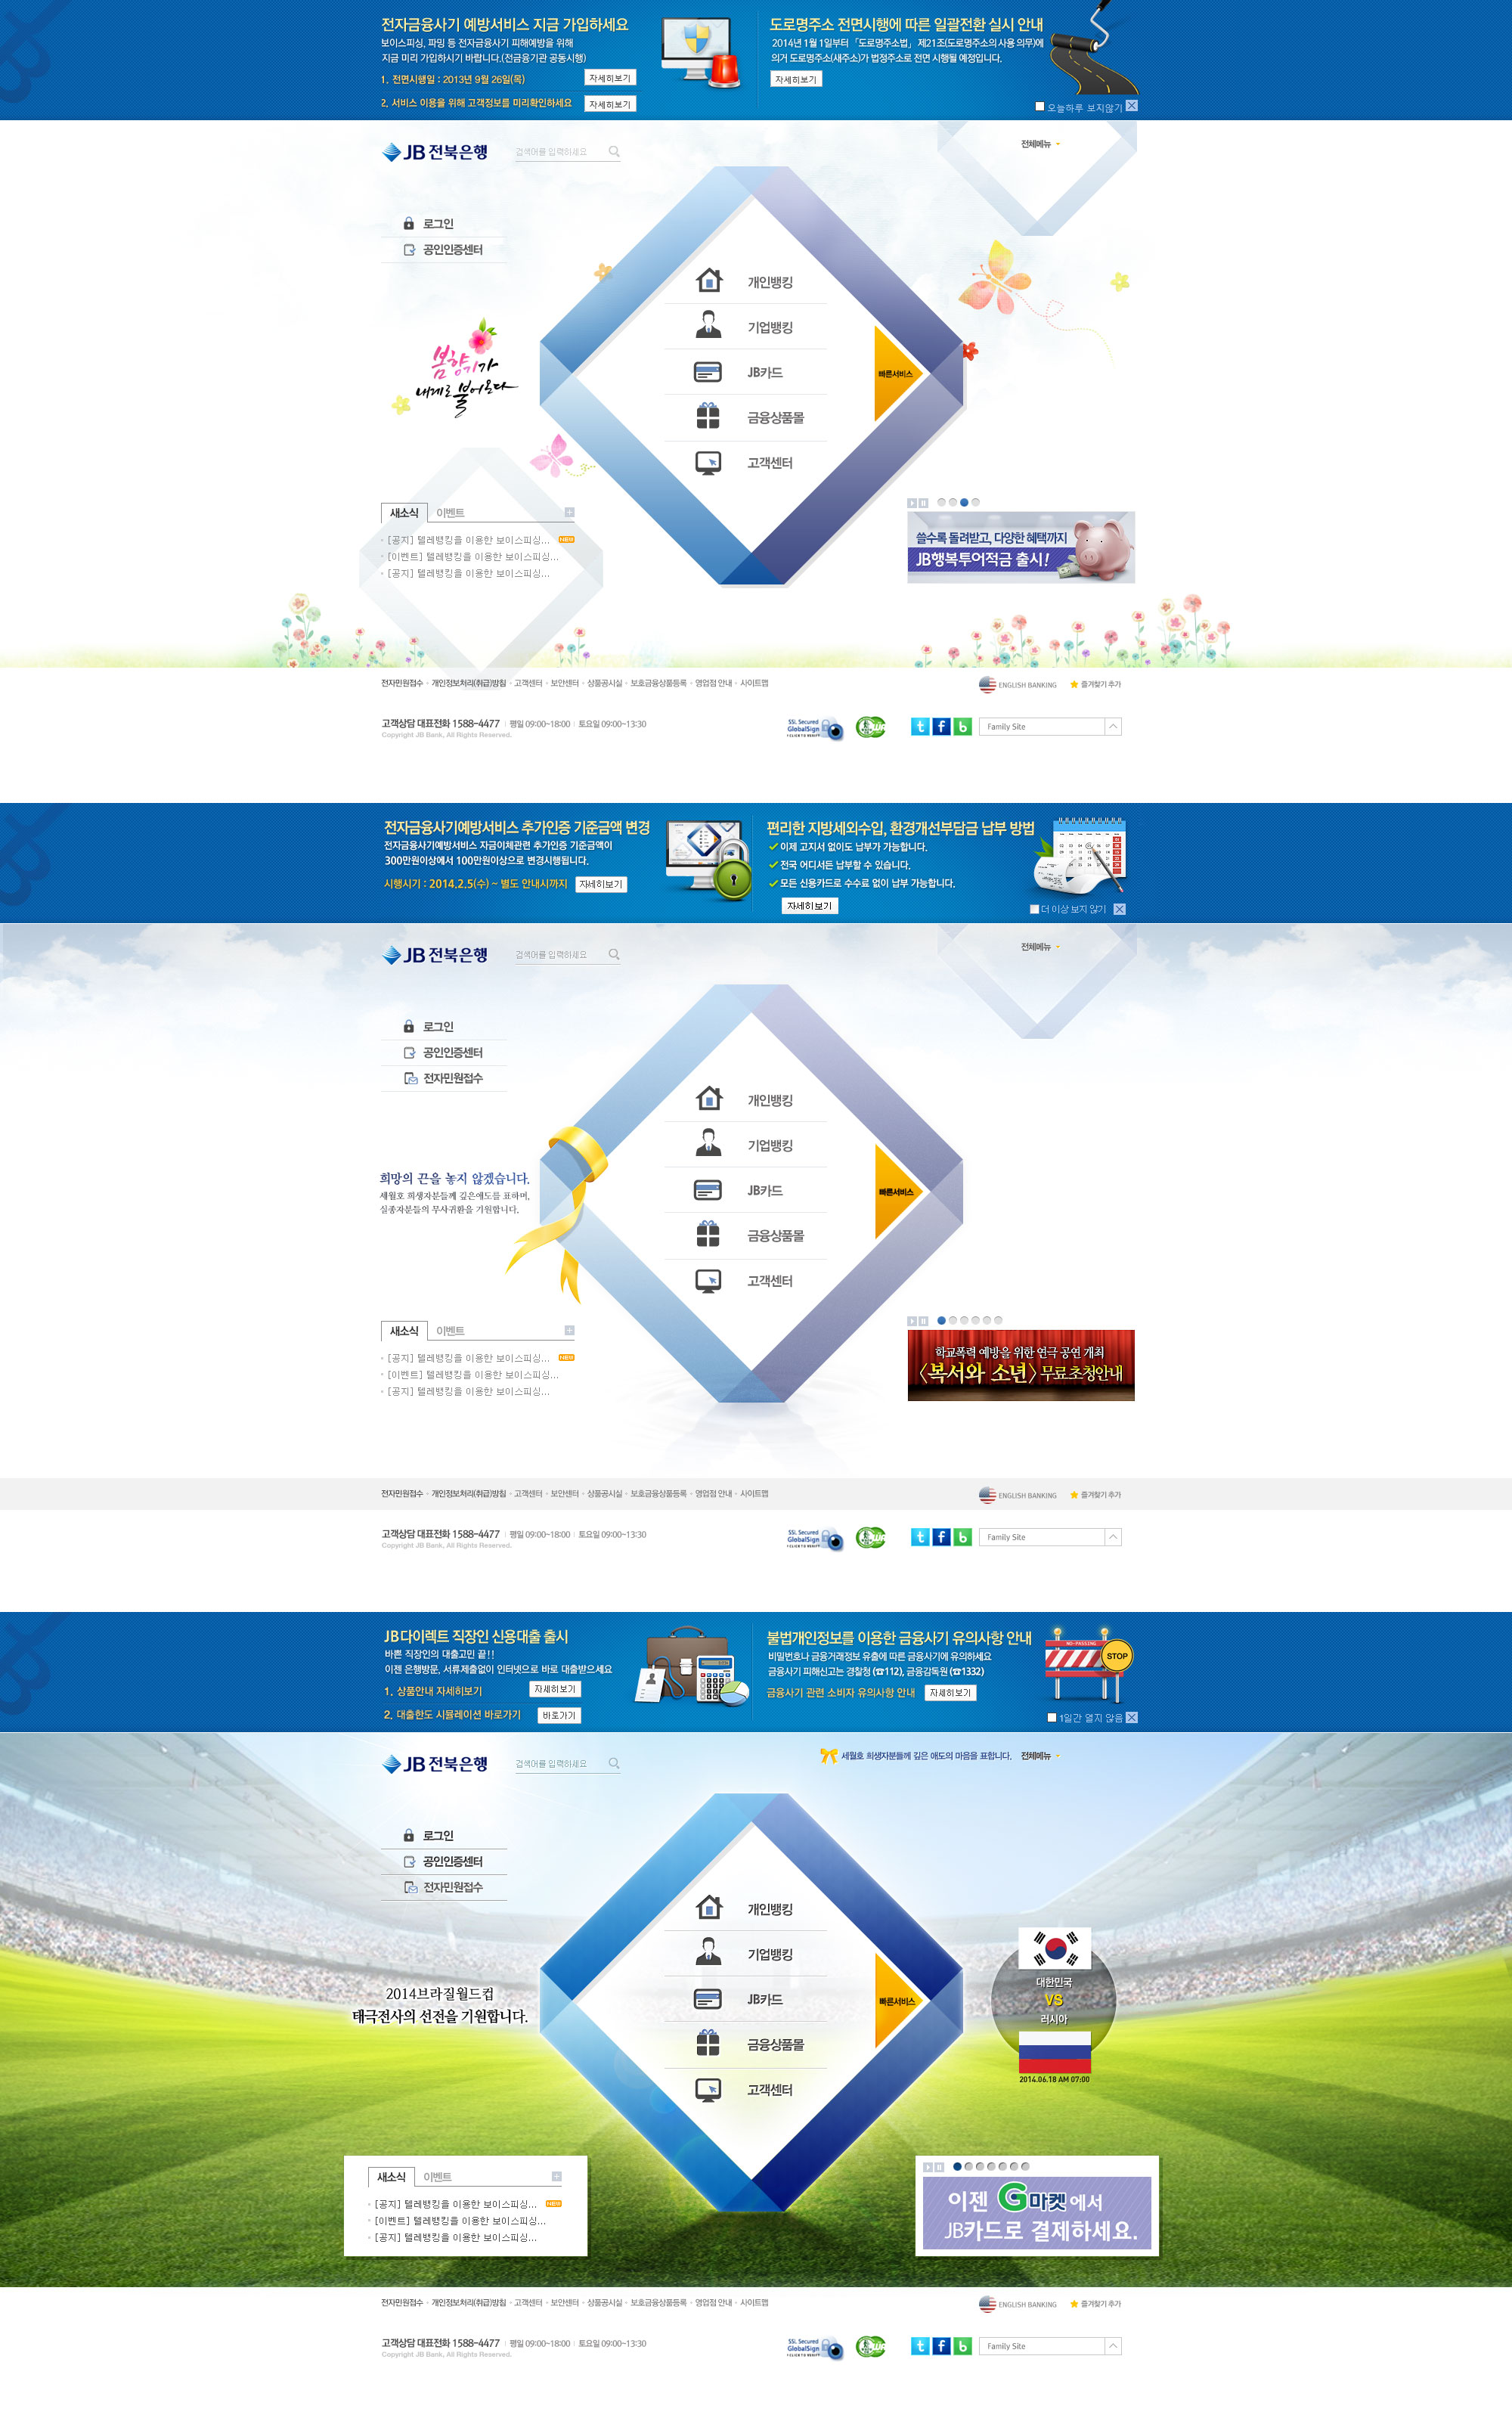 전자금융사기 예방서비스 지금 가입하세요
보이스피싱, 파밍 등 전자금융사기 피해예방을 위해
지금 미리 가입하시기 바랍니다.(전금융기관 공동시행)
1. 전면시행일 : 2013년 9월 26일(목)
자세히보기
2. 서비스 이용을 위해 고객정보를 미리확인하세요
자세히보기
도로명주소 전면시행에 따른 일괄전환 실시 안내
2014년 1월 1일부터 「도로명주소법」 제21조(도로명주소의 사용 의무)에
의거 도로명주소(새주소)가 법정주소로 전면 시행될 예정입니다.
자세히보기
오늘하루 보지않기
JB 전북은행
검색어를 입력하세요
전체메뉴
로그인
공인인증센터
봄향기가
내게로 불어온다
개인뱅킹
기업뱅킹
JB카드
금융상품몰
고객센터
빠른서비스
새소식 이벤트
[공지] 텔레뱅킹을 이용한 보이스피싱... NEW
[이벤트] 텔레뱅킹을 이용한 보이스피싱...
[공지] 텔레뱅킹을 이용한 보이스피싱...
쓸수록 돌려받고, 다양한 혜택까지
JB행복투어적금 출시!
전자민원접수 개인정보처리(취급)방침 고객센터 보안센터 상품공시실 보호금융상품등록 영업점 안내 사이트맵
ENGLISH BANKING 즐겨찾기 추가
고객상담 대표전화 1588-4477 평일 09:00~18:00 토요일 09:00~13:30
Copyright JB Bank, All Rights Reserved.
SSL Secured
GlobalSign
CLICK TO VERIFY
Family Site
전자금융사기예방서비스 추가인증 기준금액 변경
전자금융사기예방서비스 자금이체관련 추가인증 기준금액이
300만원이상에서 100만원이상으로 변경시행됩니다.
시행시기 : 2014.2.5(수) ~ 별도 안내시까지
자세히보기
편리한 지방세외수입, 환경개선부담금 납부 방법
이제 고지서 없이도 납부가 가능합니다.
전국 어디서든 납부할 수 있습니다.
모든 신용카드로 수수료 없이 납부 가능합니다.
자세히보기
더 이상 보지 않기
JB 전북은행
검색어를 입력하세요
전체메뉴
로그인
공인인증센터
전자민원접수
희망의 끈을 놓지 않겠습니다.
세월호 희생자분들께 깊은애도를 표하며,
실종자분들의 무사귀환을 기원합니다.
개인뱅킹
기업뱅킹
JB카드
금융상품몰
고객센터
빠른서비스
새소식 이벤트
[공지] 텔레뱅킹을 이용한 보이스피싱... NEW
[이벤트] 텔레뱅킹을 이용한 보이스피싱...
[공지] 텔레뱅킹을 이용한 보이스피싱...
학교폭력 예방을 위한 연극 공연 개최
<복서와 소년> 무료초청안내
전자민원접수 개인정보처리(취급)방침 고객센터 보안센터 상품공시실 보호금융상품등록 영업점 안내 사이트맵
ENGLISH BANKING 즐겨찾기 추가
고객상담 대표전화 1588-4477 평일 09:00~18:00 토요일 09:00~13:30
Copyright JB Bank, All Rights Reserved.
SSL Secured
GlobalSign
CLICK TO VERIFY
Family Site
JB다이렉트 직장인 신용대출 출시
바쁜 직장인의 대출고민 끝!!
이젠 은행방문, 서류제출없이 인터넷으로 바로 대출받으세요
1. 상품안내 자세히보기
자세히보기
2. 대출한도 시뮬레이션 바로가기
바로가기
불법개인정보를 이용한 금융사기 유의사항 안내
비밀번호나 금융거래정보 유출에 따른 금융사기에 유의하세요
금융사기 피해신고는 경찰청 (☎112), 금융감독원 (☎1332)
금융사기 관련 소비자 유의사항 안내
자세히보기
NO-PASSING
STOP
1일간 열지 않음
JB 전북은행
검색어를 입력하세요
세월호 희생자분들께 깊은 애도의 마음을 표합니다.
전체메뉴
로그인
공인인증센터
전자민원접수
2014브라질월드컵
태극전사의 선전을 기원합니다.
개인뱅킹
기업뱅킹
JB카드
금융상품몰
고객센터
빠른서비스
대한민국
VS
러시아
2014.06.18 AM 07:00
새소식 이벤트
[공지] 텔레뱅킹을 이용한 보이스피싱... NEW
[이벤트] 텔레뱅킹을 이용한 보이스피싱...
[공지] 텔레뱅킹을 이용한 보이스피싱...
이젠 G마켓에서
JB카드로 결제하세요.
전자민원접수 개인정보처리(취급)방침 고객센터 보안센터 상품공시실 보호금융상품등록 영업점 안내 사이트맵
ENGLISH BANKING 즐겨찾기 추가
고객상담 대표전화 1588-4477 평일 09:00~18:00 토요일 09:00~13:30
Copyright JB Bank, All Rights Reserved.
SSL Secured
GlobalSign
CLICK TO VERIFY
Family Site